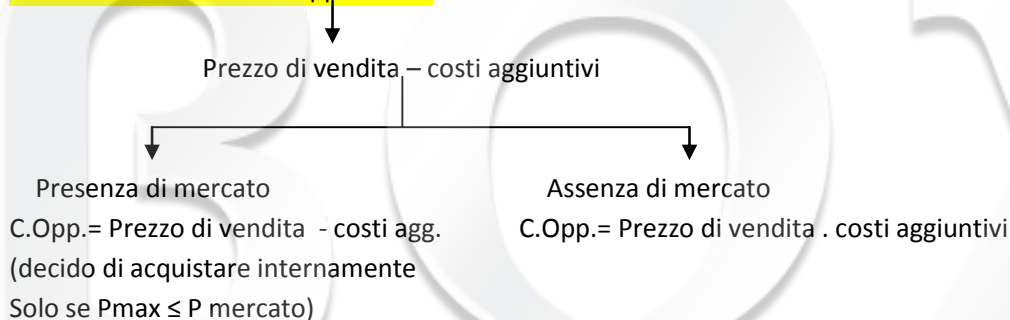 Prezzo di vendita – costi aggiuntivi
Presenza di mercato
Assenza di mercato
C.Opp.= Prezzo di vendita - costi agg.
C.Opp.= Prezzo di vendita . costi aggiuntivi
(decido di acquistare internamente
Solo se Pmax ≤ P mercato)